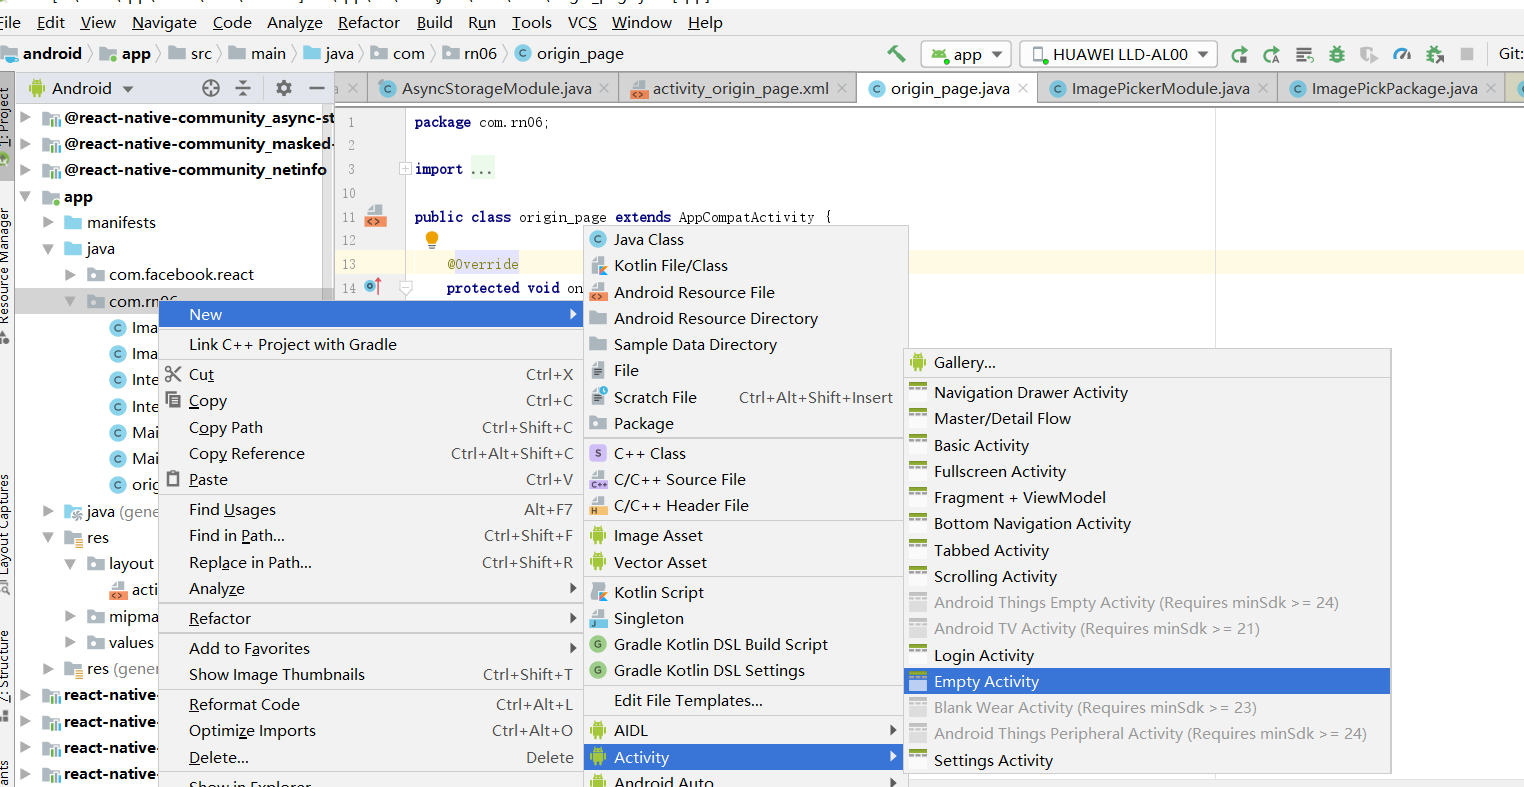 File Edit View Navigate Code Analyze Refactor Build Run Tools VCS Window Help
android app src main java com rn06 origin_page app HUAWEI LLD-AL00 Git:
Android AsyncStorageModule.java activity_origin_page.xml origin_page.java ImagePickerModule.java ImagePickPackage.java
1: Project
Resource Manager
Layout Captures
Z: Structure
@react-native-community_async-st
@react-native-community_masked-
@react-native-community_netinfo
app
manifests
java
com.facebook.react
com.rn06
Ima
Ima
Inte
Inte
Mai
Mai
orig
java (gene
res
layout
acti
mipma
values
res (gener
react-native-
react-native-
react-native-
react-native-
1 package com.rn06;
2
3 import ...
10
11 public class origin_page extends AppCompatActivity {
12
13 @Override
14 protected void on
New
Link C++ Project with Gradle
Cut Ctrl+X
Copy Ctrl+C
Copy Path Ctrl+Shift+C
Copy Reference Ctrl+Alt+Shift+C
Paste Ctrl+V
Find Usages Alt+F7
Find in Path... Ctrl+Shift+F
Replace in Path... Ctrl+Shift+R
Analyze
Refactor
Add to Favorites
Show Image Thumbnails Ctrl+Shift+T
Reformat Code Ctrl+Alt+L
Optimize Imports Ctrl+Alt+O
Delete... Delete
Show in Explorer
Java Class
Kotlin File/Class
Android Resource File
Android Resource Directory
Sample Data Directory
File
Scratch File Ctrl+Alt+Shift+Insert
Package
C++ Class
C/C++ Source File
C/C++ Header File
Image Asset
Vector Asset
Kotlin Script
Singleton
Gradle Kotlin DSL Build Script
Gradle Kotlin DSL Settings
Edit File Templates...
AIDL
Activity
Android Auto
Gallery...
Navigation Drawer Activity
Master/Detail Flow
Basic Activity
Fullscreen Activity
Fragment + ViewModel
Bottom Navigation Activity
Tabbed Activity
Scrolling Activity
Android Things Empty Activity (Requires minSdk >= 24)
Android TV Activity (Requires minSdk >= 21)
Login Activity
Empty Activity
Blank Wear Activity (Requires minSdk >= 23)
Android Things Peripheral Activity (Requires minSdk >= 24)
Settings Activity